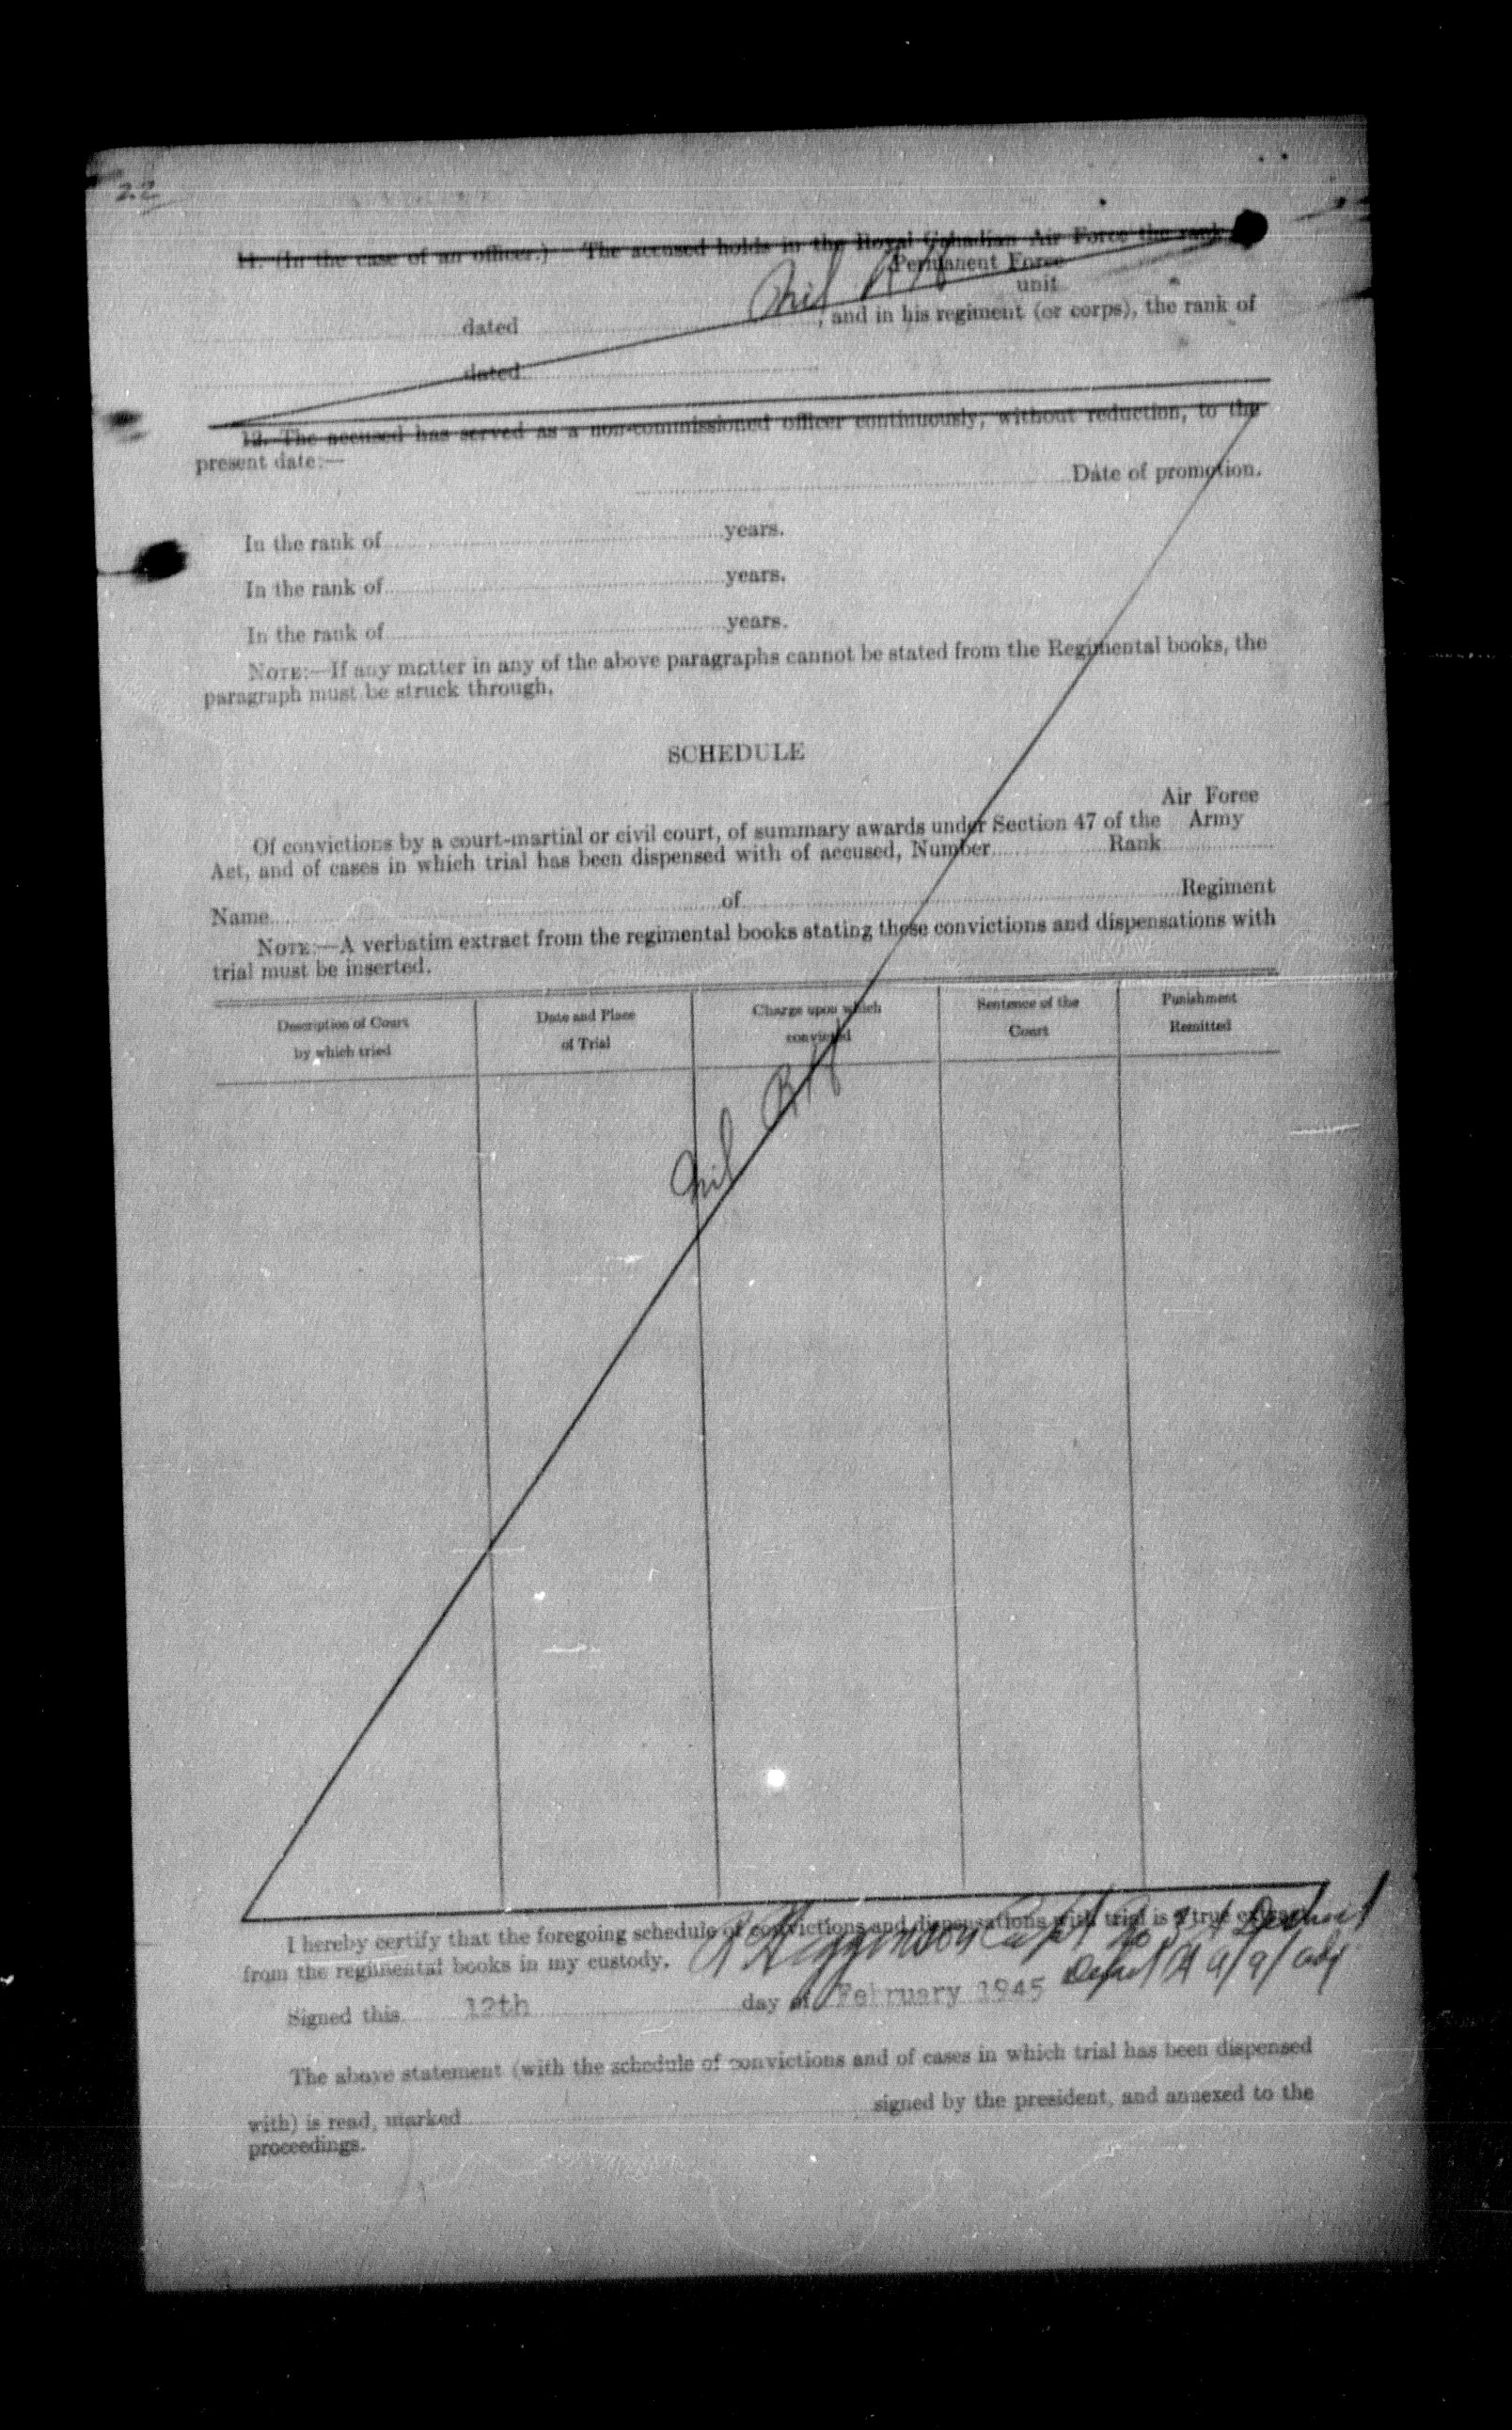 22
11. (In the case of an officer.) The accused holds in the Royal Canadian Air Force the rank
Permanent Force
unit
Nil
dated , and in his regiment (or corps), the rank of
dated
12. The accused has served as a non-commissioned officer continuously, without reduction, to the
present date:—
Date of promotion.
In the rank of years.
In the rank of years.
In the rank of years.
NOTE:—If any matter in any of the above paragraphs cannot be stated from the Regimental books, the
paragraph must be struck through.
SCHEDULE
Air Force
Of convictions by a court-martial or civil court, of summary awards under Section 47 of the Army
Act, and of cases in which trial has been dispensed with of accused, Number Rank
Name of Regiment
NOTE:—A verbatim extract from the regimental books stating these convictions and dispensations with
trial must be inserted.
Description of Court
by which tried
Date and Place
of Trial
Charge upon which
convicted
Sentence of the
Court
Punishment
Remitted
Nil
I hereby certify that the foregoing schedule of convictions and dispensations with trial is a true extract
from the regimental books in my custody.
Higginson Capt
Signed this 12th day of February 1945
The above statement (with the schedule of convictions and of cases in which trial has been dispensed
with) is read, marked signed by the president, and annexed to the
proceedings.